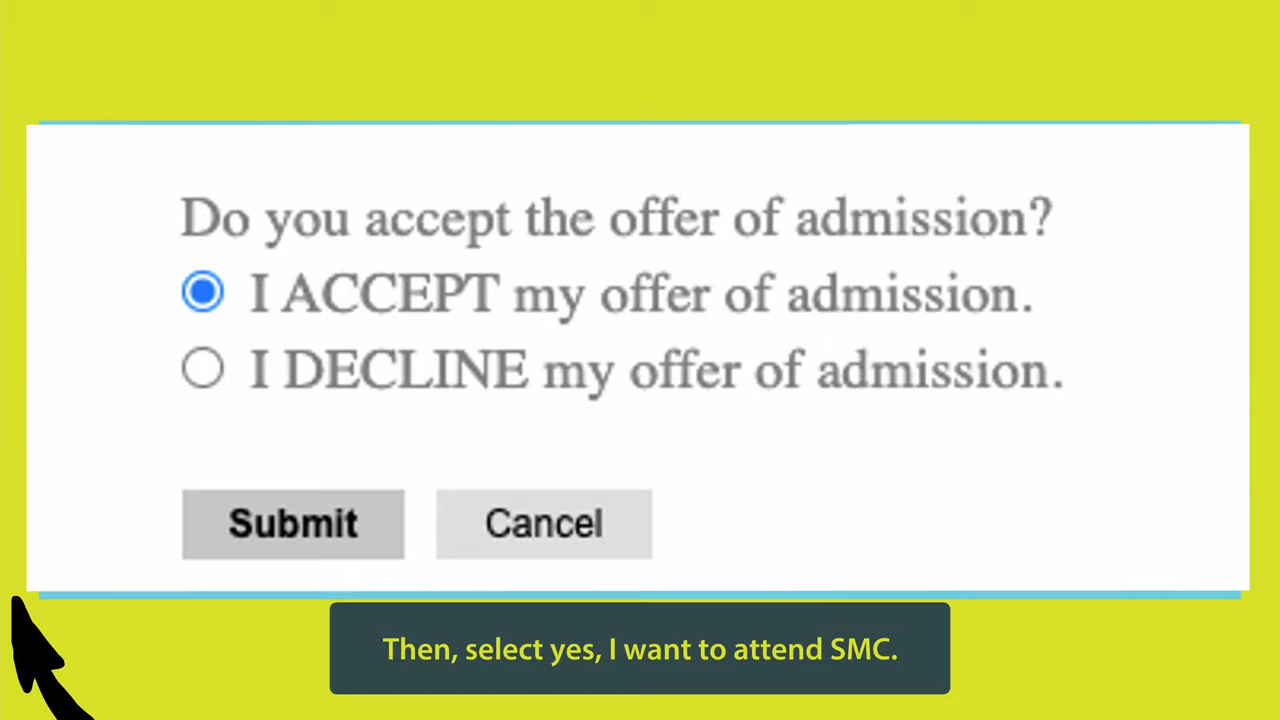 Do you accept the offer of admission?
I ACCEPT my offer of admission.
I DECLINE my offer of admission.
Submit Cancel
Then, select yes, I want to attend SMC.